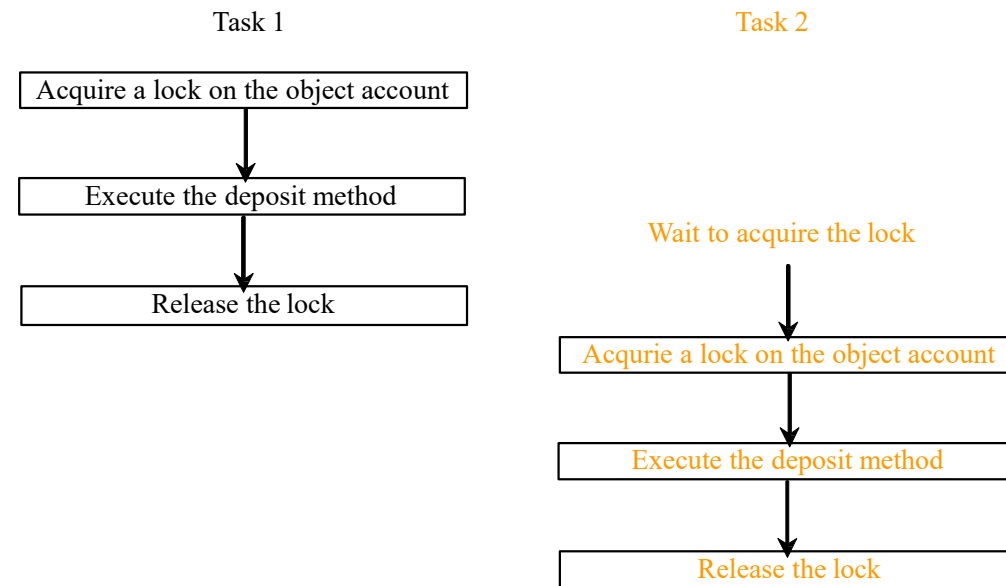 Task 1
Acquire a lock on the object account
Execute the deposit method
Release the lock
Task 2
Wait to acquire the lock
Acqurie a lock on the object account
Execute the deposit method
Release the lock